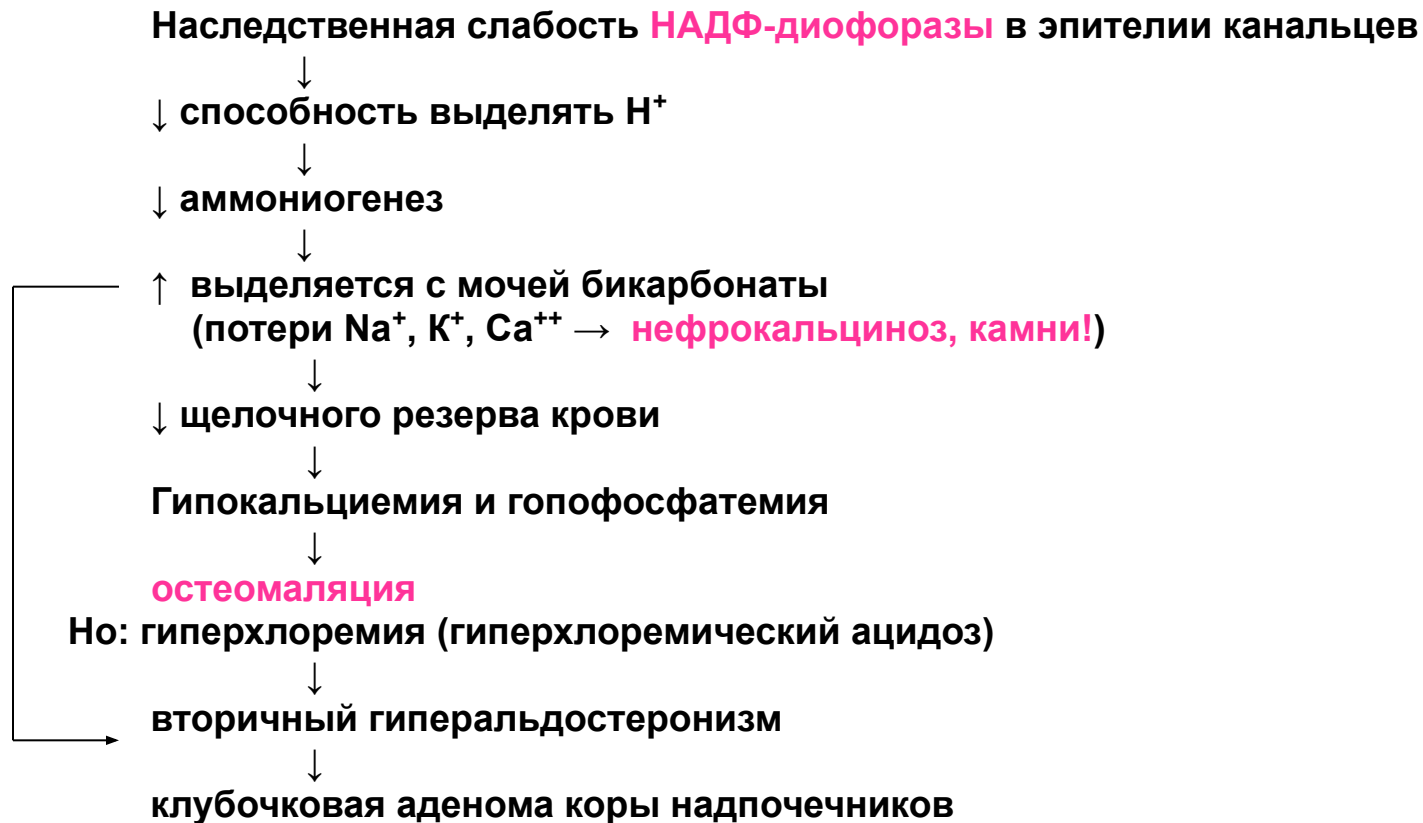 Наследственная слабость НАДФ-диофоразы в эпителии канальцев
↓
↓ способность выделять H⁺
↓
↓ аммониогенез
↓
↑ выделяется с мочей бикарбонаты
(потери Na⁺, К⁺, Ca⁺⁺ → нефрокальциноз, камни!)
↓
↓ щелочного резерва крови
↓
Гипокальциемия и гопофосфатемия
↓
остеомаляция
Но: гиперхлоремия (гиперхлоремический ацидоз)
↓
вторичный гиперальдостеронизм
↓
клубочковая аденома коры надпочечников